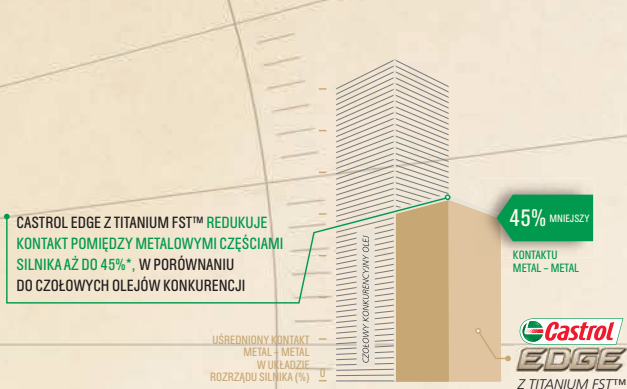 CASTROL EDGE Z TITANIUM FST™ REDUKUJE
KONTAKT POMIĘDZY METALOWYMI CZĘŚCIAMI
SILNIKA AŻ DO 45%*, W PORÓWNANIU
DO CZOŁOWYCH OLEJÓW KONKURENCJI
CZOŁOWY KONKURENCYJNY OLEJ
45% MNIEJSZY
KONTAKTU
METAL – METAL
UŚREDNIONY KONTAKT
METAL – METAL
W UKŁADZIE
ROZRZĄDU SILNIKA (%)
0
Castrol
EDGE
Z TITANIUM FST™